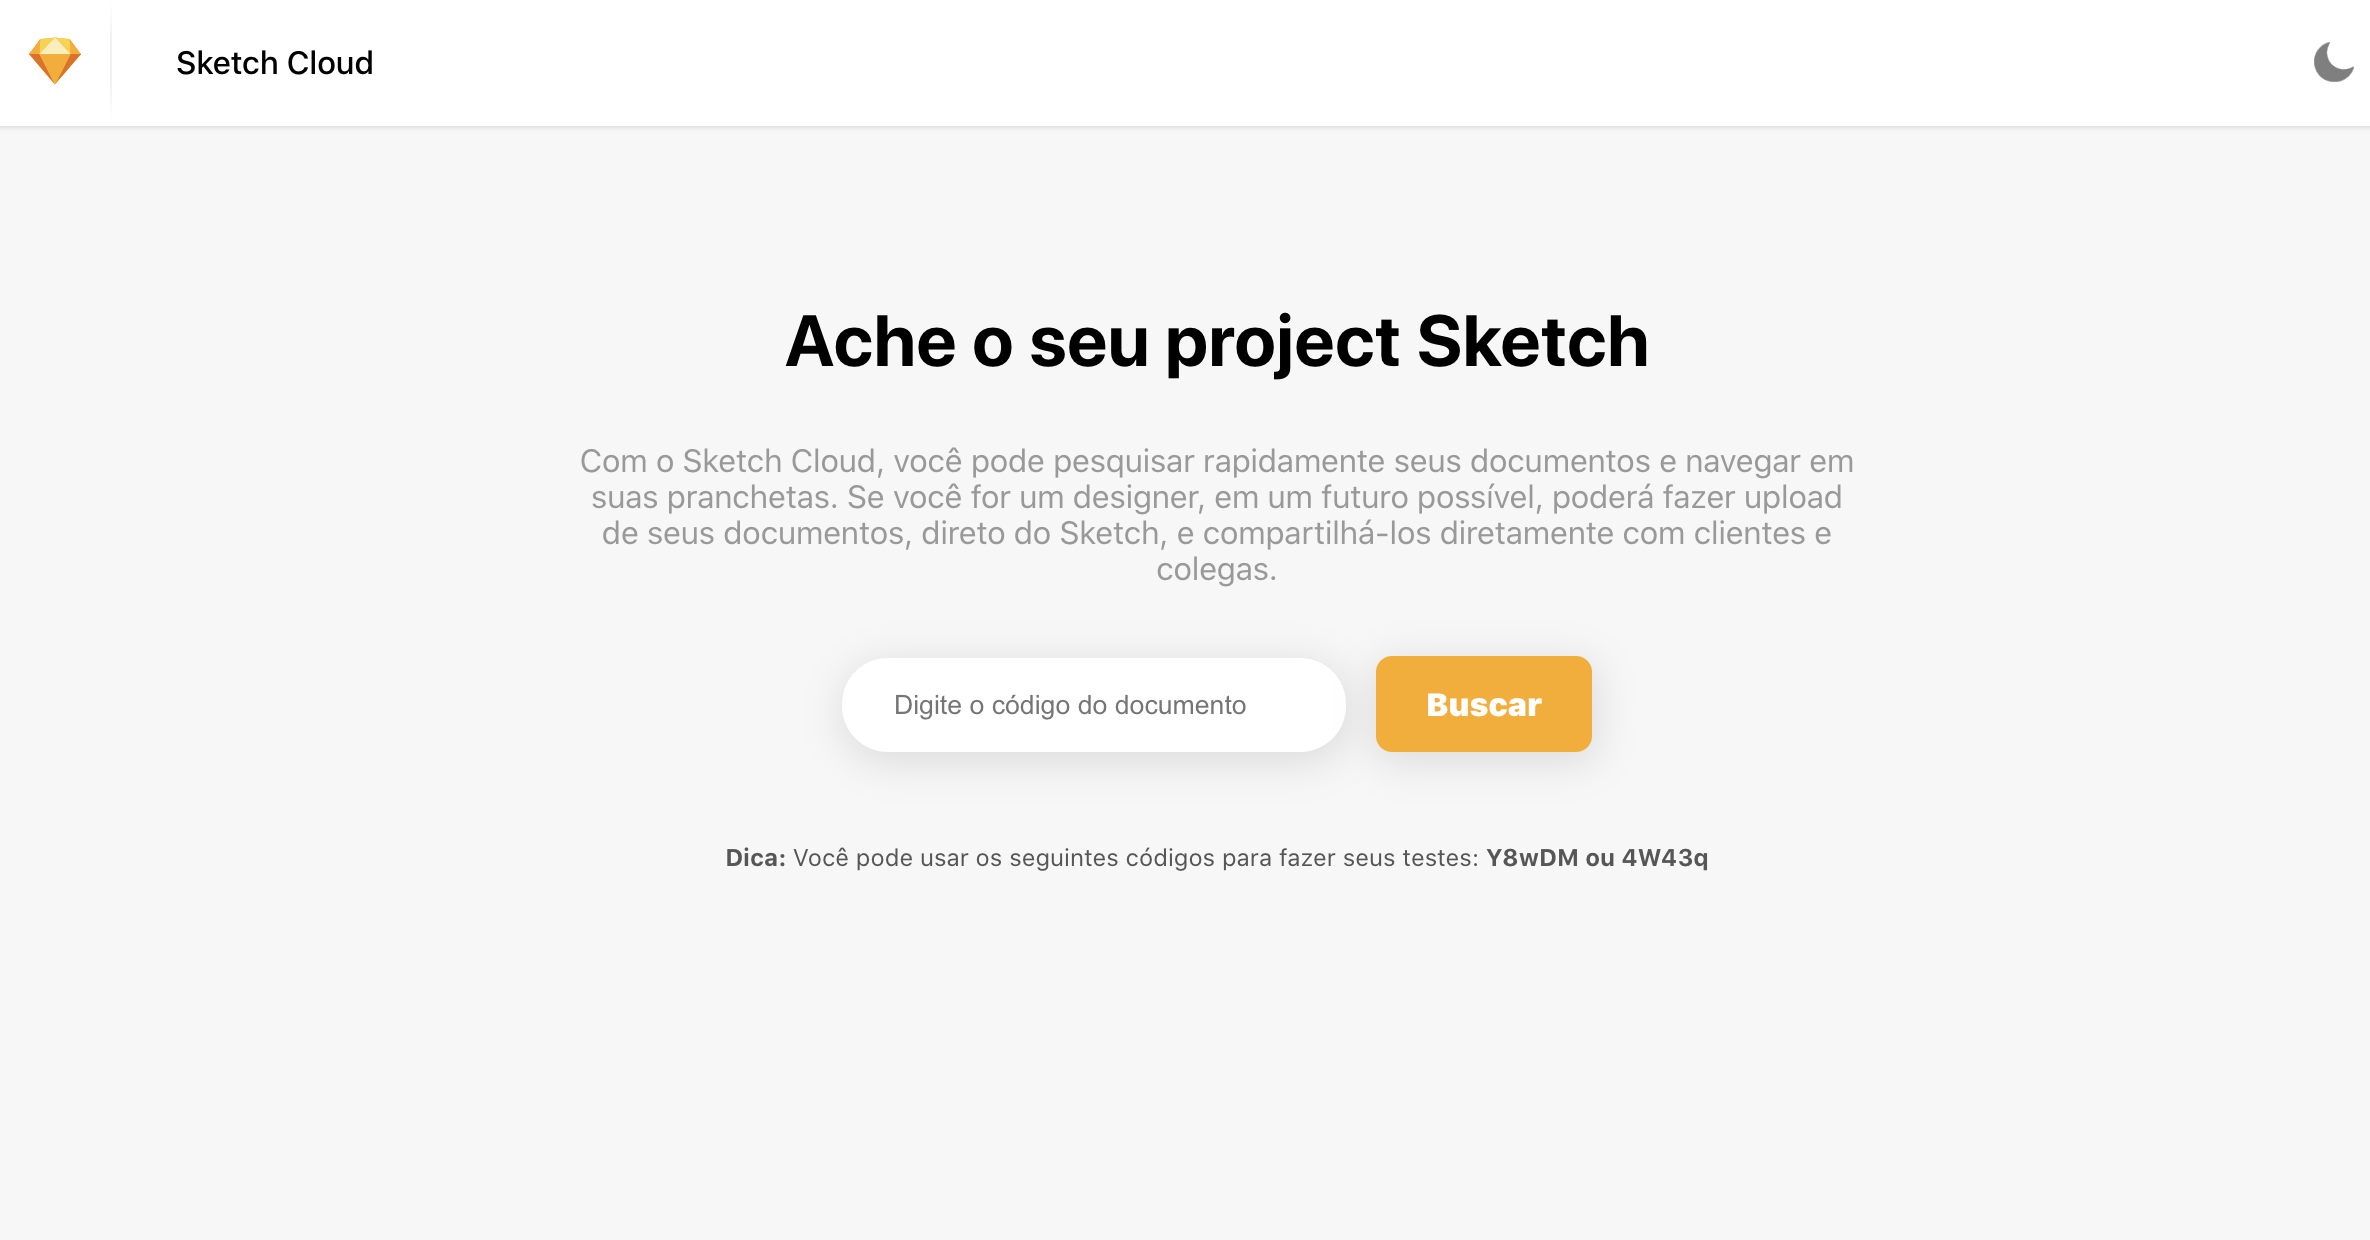 Sketch Cloud
Ache o seu project Sketch
Com o Sketch Cloud, você pode pesquisar rapidamente seus documentos e navegar em
suas pranchetas. Se você for um designer, em um futuro possível, poderá fazer upload
de seus documentos, direto do Sketch, e compartilhá-los diretamente com clientes e
colegas.
Digite o código do documento
Buscar
Dica: Você pode usar os seguintes códigos para fazer seus testes: Y8wDM ou 4W43q